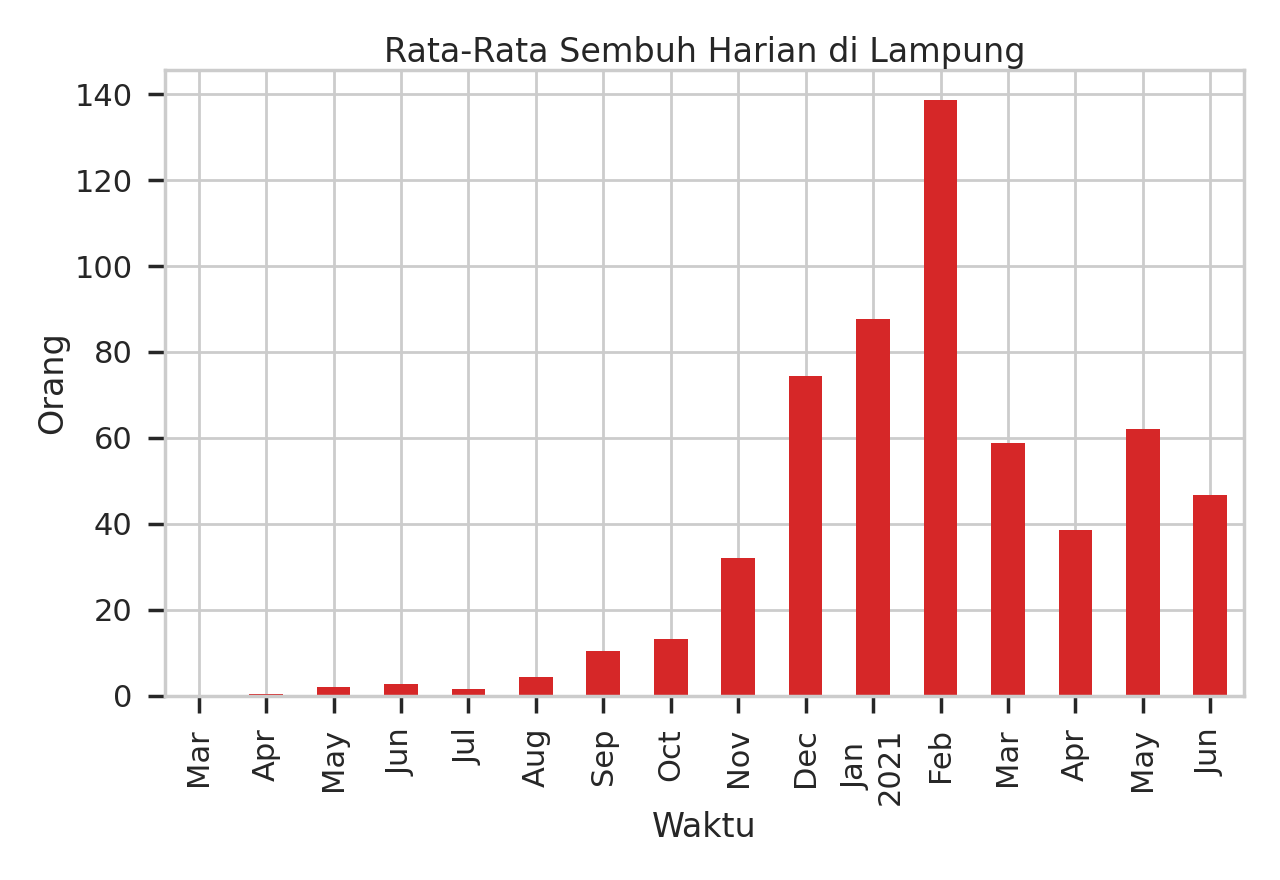 Rata-Rata Sembuh Harian di Lampung
140
120
100
80
60
40
20
0
Orang
Mar
Apr
May
Jun
Jul
Aug
Sep
Oct
Nov
Dec
Jan
2021
Feb
Mar
Apr
May
Jun
Waktu